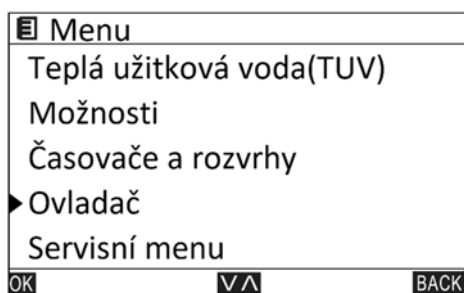 Menu
Teplá užitková voda(TUV)
Možnosti
Časovače a rozvrhy
Ovladač
Servisní menu
OK BACK